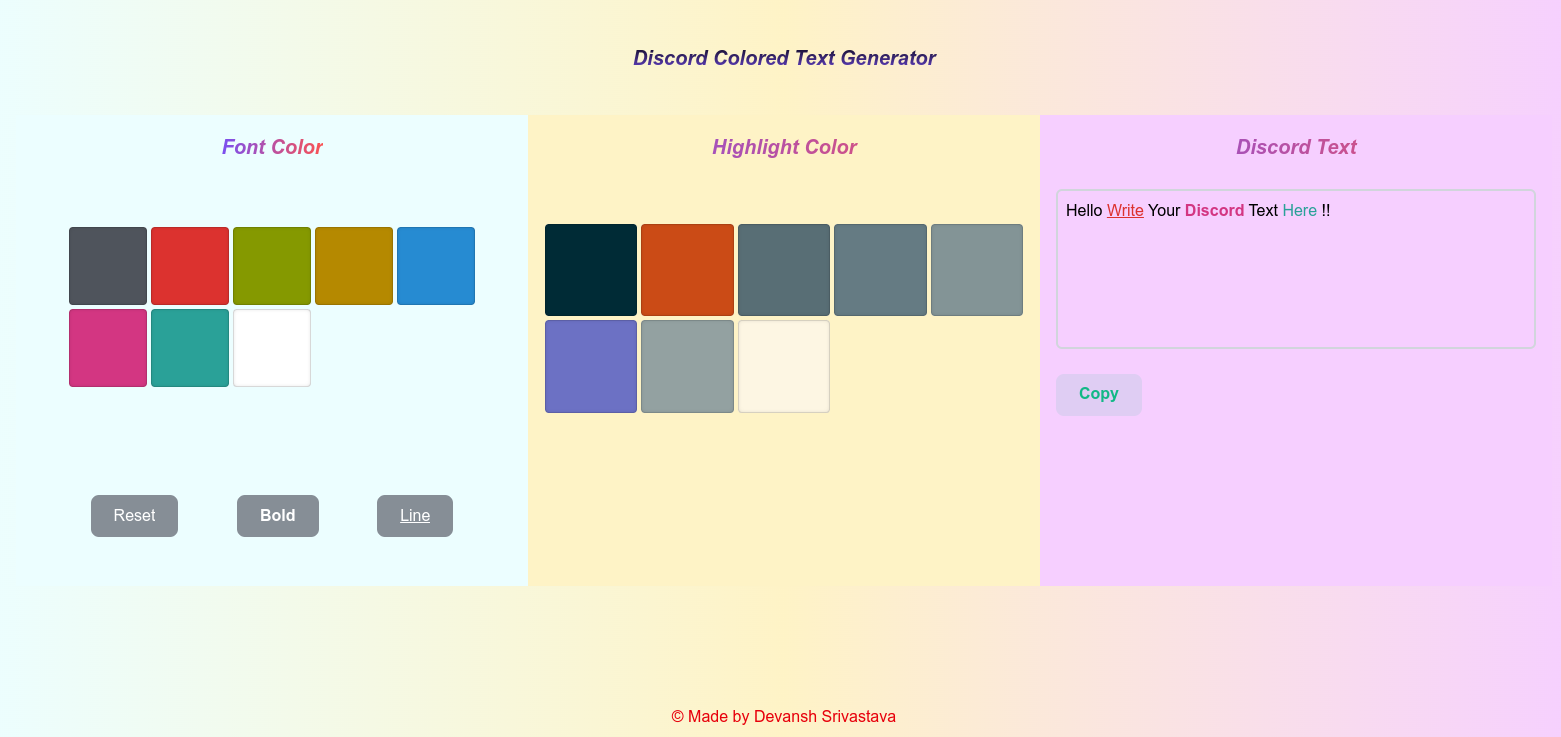 Discord Colored Text Generator
Font Color
Highlight Color
Discord Text
Hello Write Your Discord Text Here !!
Copy
Reset
Bold
Line
© Made by Devansh Srivastava